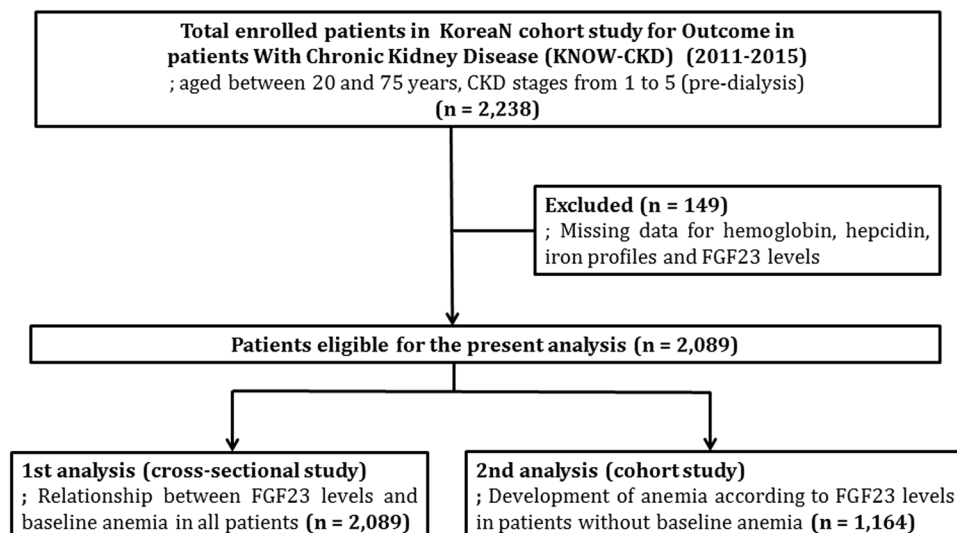 Total enrolled patients in KoreaN cohort study for Outcome in
patients With Chronic Kidney Disease (KNOW-CKD) (2011-2015)
; aged between 20 and 75 years, CKD stages from 1 to 5 (pre-dialysis)
(n = 2,238)
Excluded (n = 149)
; Missing data for hemoglobin, hepcidin,
iron profiles and FGF23 levels
Patients eligible for the present analysis (n = 2,089)
1st analysis (cross-sectional study)
; Relationship between FGF23 levels and
baseline anemia in all patients (n = 2,089)
2nd analysis (cohort study)
; Development of anemia according to FGF23 levels
in patients without baseline anemia (n = 1,164)